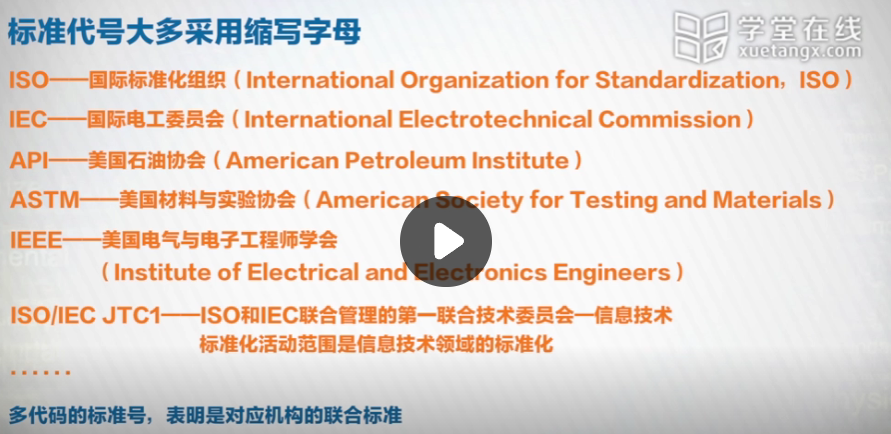 标准代号大多采用缩写字母
学堂在线
xuetangx.com
ISO——国际标准化组织（International Organization for Standardization，ISO）
IEC——国际电工委员会（International Electrotechnical Commission）
API——美国石油协会（American Petroleum Institute）
ASTM——美国材料与实验协会（American Society for Testing and Materials）
IEEE——美国电气与电子工程师学会
（Institute of Electrical and Electronics Engineers）
ISO/IEC JTC1——ISO和IEC联合管理的第一联合技术委员会—信息技术
标准化活动范围是信息技术领域的标准化
······
多代码的标准号，表明是对应机构的联合标准